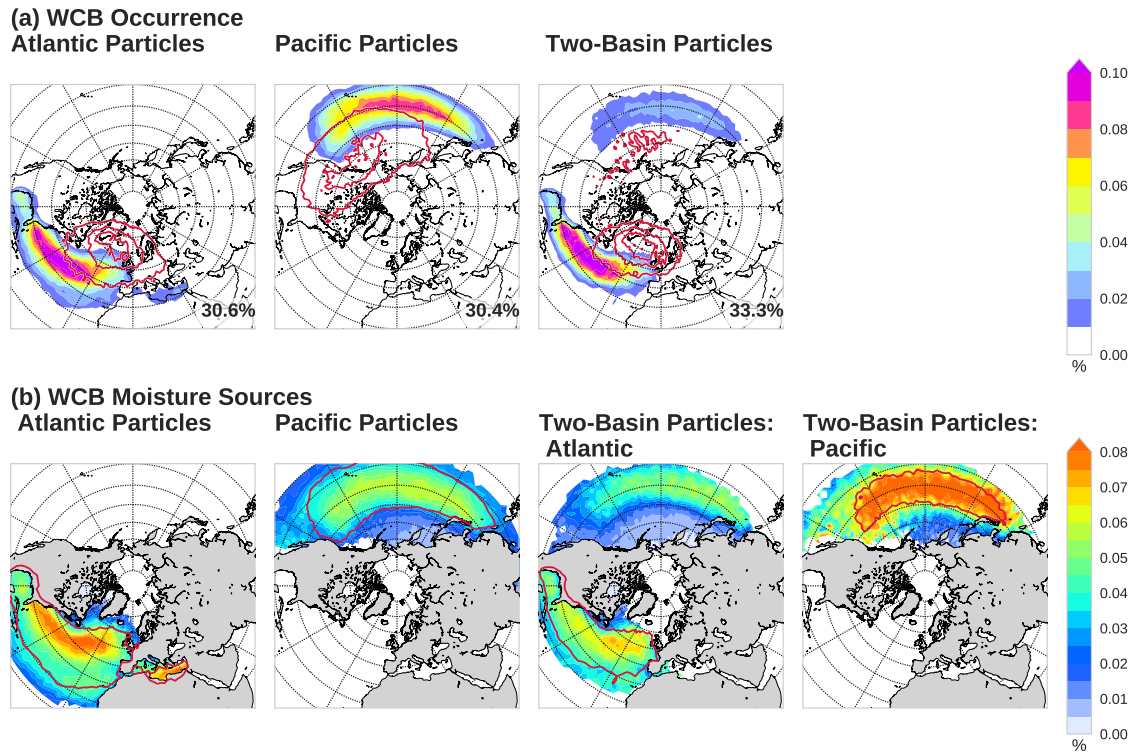 (a) WCB Occurrence
Atlantic Particles
Pacific Particles
Two-Basin Particles
30.6%
30.4%
33.3%
0.10
0.08
0.06
0.04
0.02
0.00
%
(b) WCB Moisture Sources
Atlantic Particles
Pacific Particles
Two-Basin Particles:
Atlantic
Two-Basin Particles:
Pacific
0.08
0.07
0.06
0.05
0.04
0.03
0.02
0.01
0.00
%